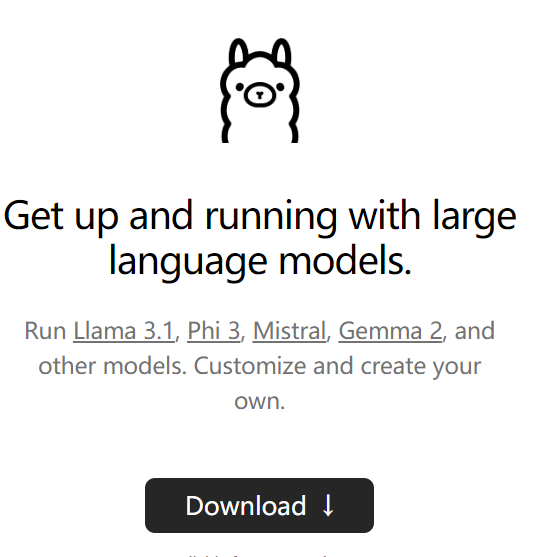 Get up and running with large
language models.
Run Llama 3.1, Phi 3, Mistral, Gemma 2, and
other models. Customize and create your
own.
Download ↓